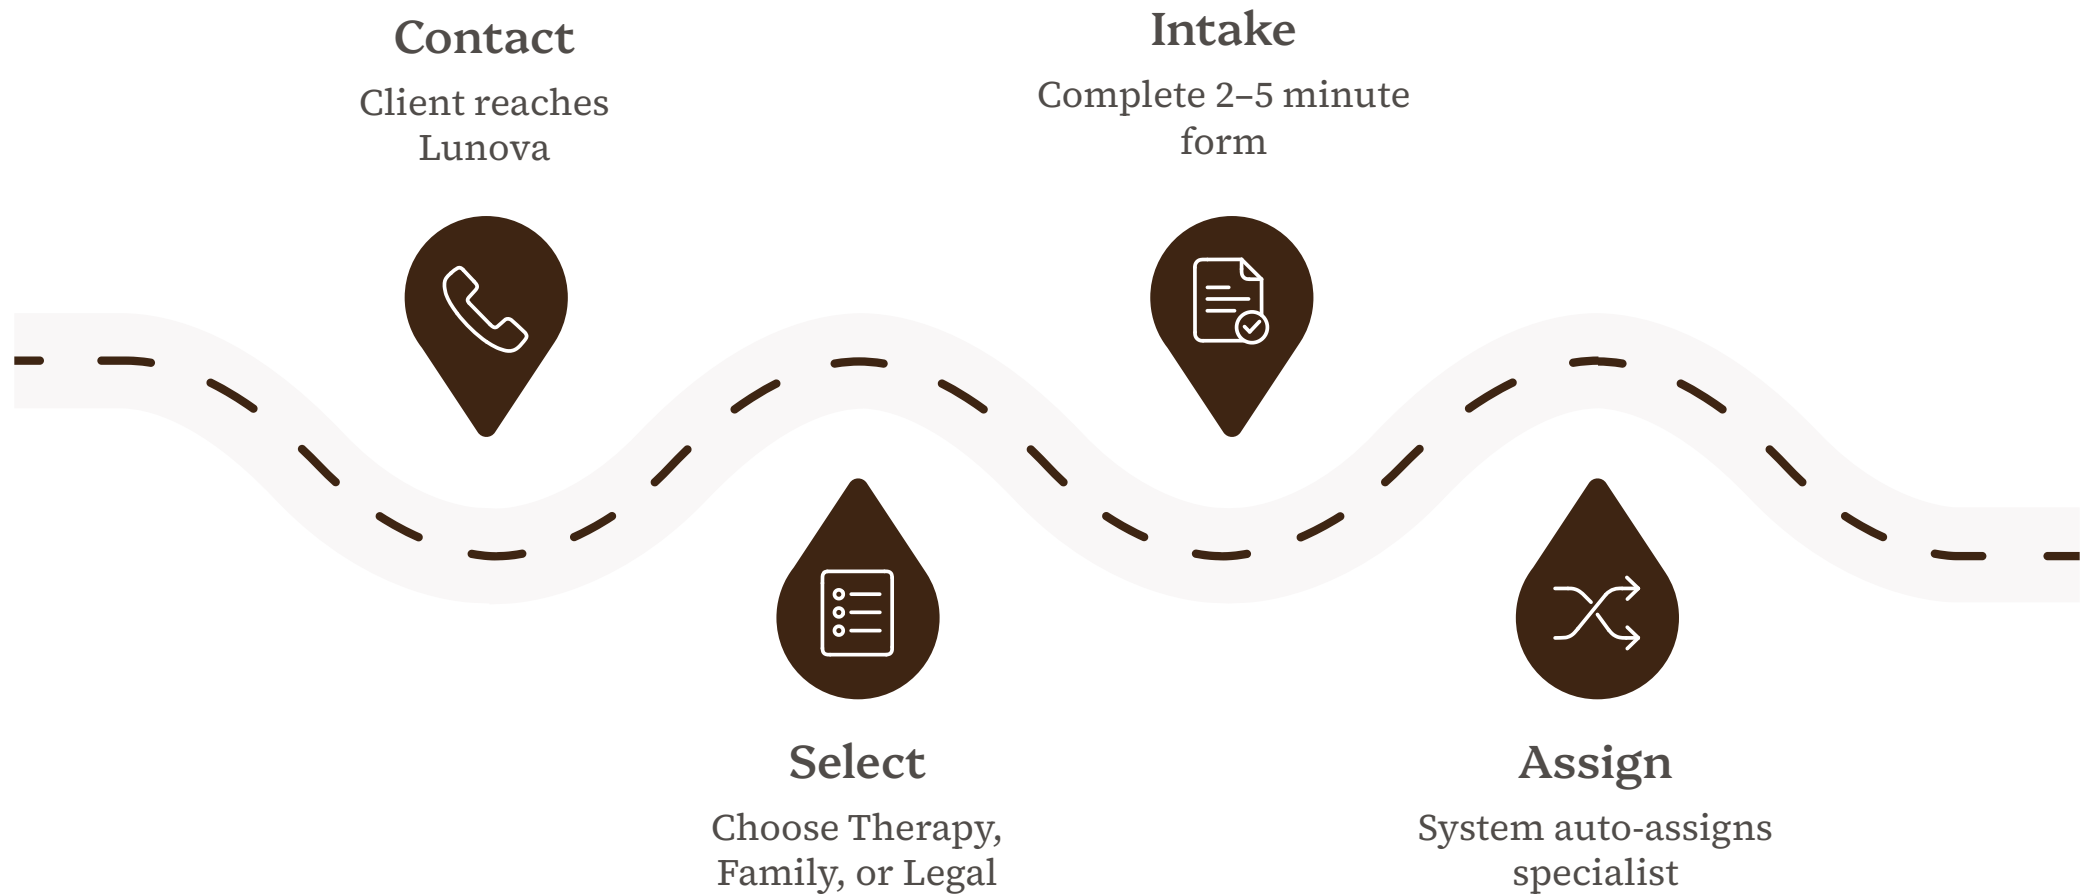 Contact
Client reaches
Lunova
Select
Choose Therapy,
Family, or Legal
Intake
Complete 2–5 minute
form
Assign
System auto-assigns
specialist